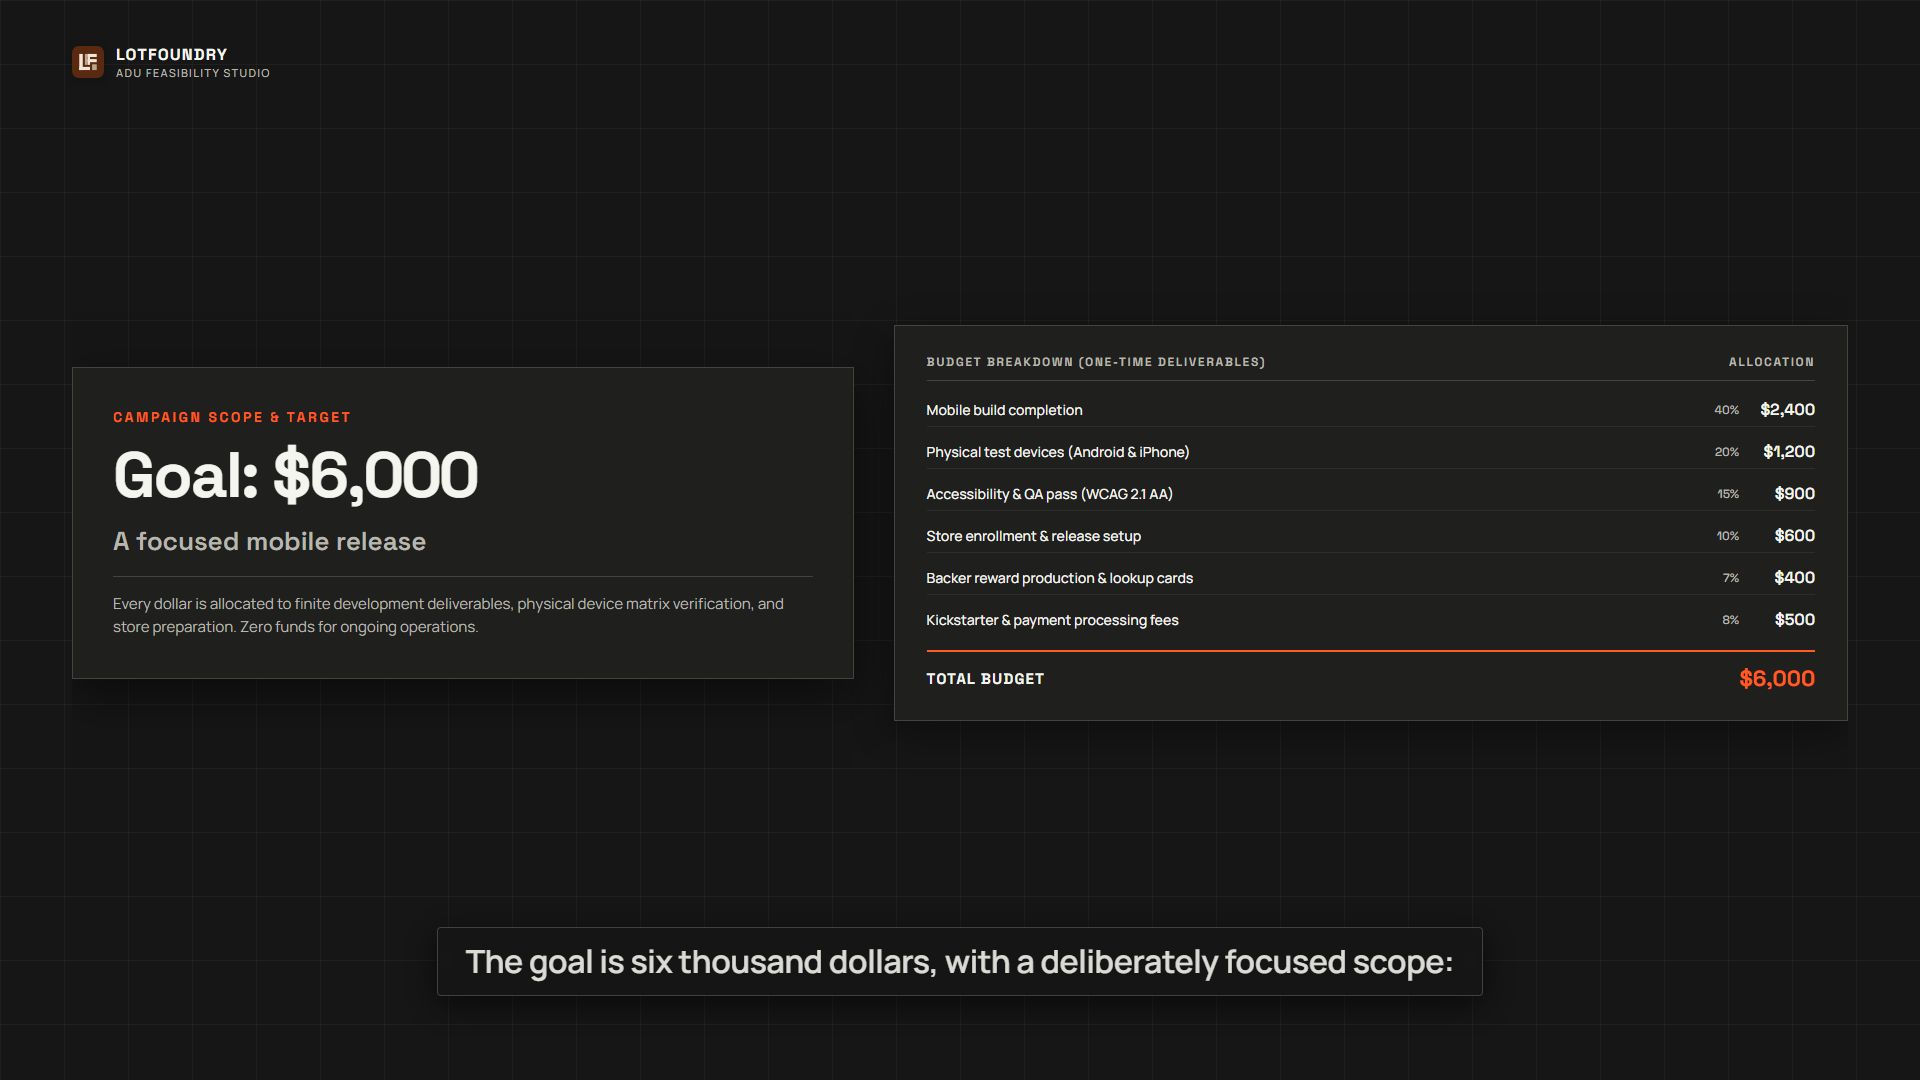 LF
LOTFOUNDRY
ADU FEASIBILITY STUDIO
CAMPAIGN SCOPE & TARGET
Goal: $6,000
A focused mobile release
Every dollar is allocated to finite development deliverables, physical device matrix verification, and
store preparation. Zero funds for ongoing operations.
BUDGET BREAKDOWN (ONE-TIME DELIVERABLES) ALLOCATION
Mobile build completion 40% $2,400
Physical test devices (Android & iPhone) 20% $1,200
Accessibility & QA pass (WCAG 2.1 AA) 15% $900
Store enrollment & release setup 10% $600
Backer reward production & lookup cards 7% $400
Kickstarter & payment processing fees 8% $500
TOTAL BUDGET $6,000
The goal is six thousand dollars, with a deliberately focused scope: